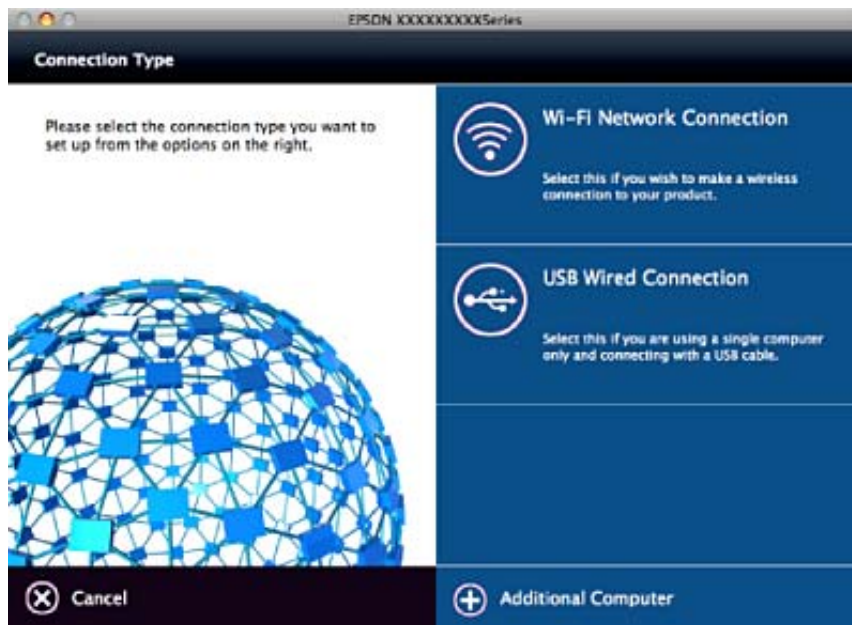 EPSON XXXXXXXXXSeries
Connection Type
Please select the connection type you want to
set up from the options on the right.
Wi-Fi Network Connection
Select this if you wish to make a wireless
connection to your product.
USB Wired Connection
Select this if you are using a single computer
only and connecting with a USB cable.
Cancel
Additional Computer